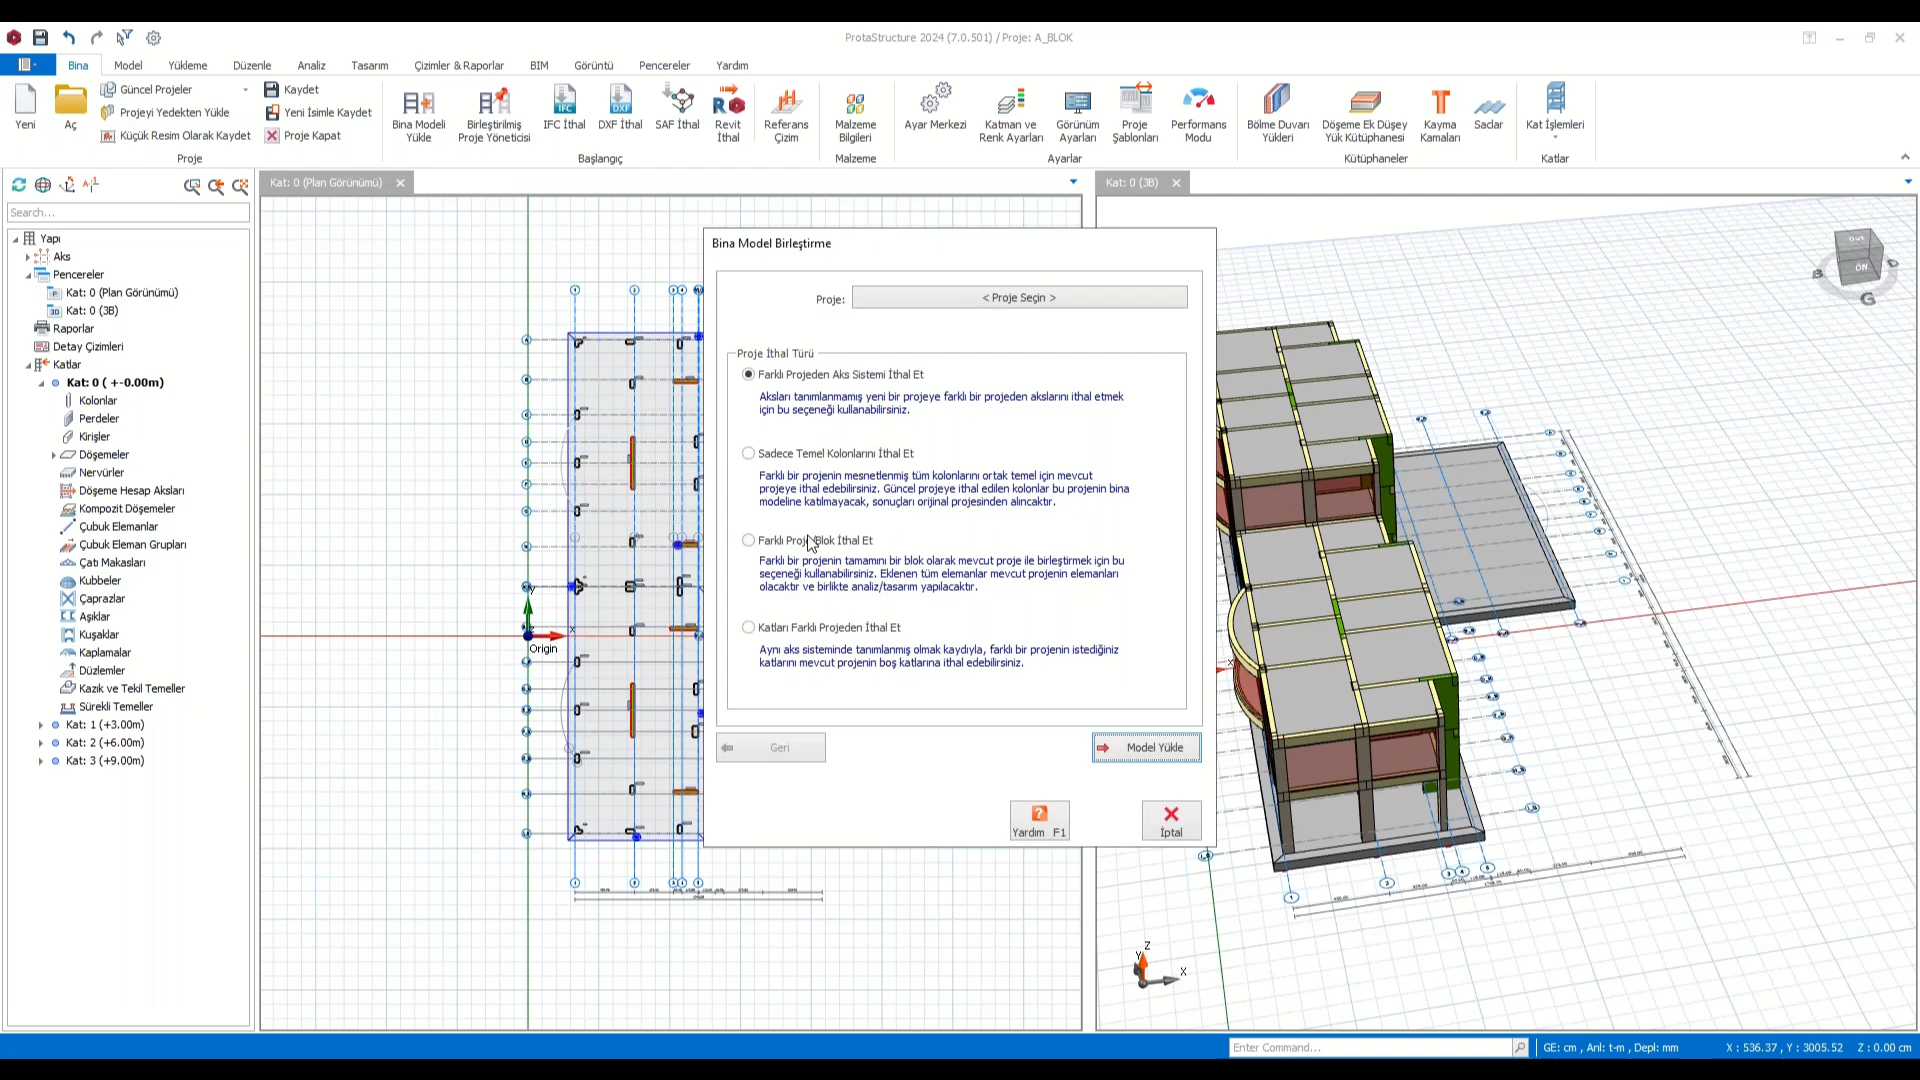 ProtaStructure 2024 (7.0.501) / Proje: A_BLOK
Bina
Model
Yükleme
Düzenle
Analiz
Tasarım
Çizimler & Raporlar
BIM
Görüntü
Pencereler
Yardım
Yeni
Aç
Güncel Projeler
Projeyi Yedekten Yükle
Küçük Resim Olarak Kaydet
Kaydet
Yeni İsimle Kaydet
Proje Kapat
Proje
Bina Modeli Yükle
Birleştirilmiş Proje Yöneticisi
IFC İthal
DXF İthal
SAF İthal
Revit İthal
Referans Çizim
Başlangıç
Malzeme Bilgileri
Malzeme
Ayar Merkezi
Katman ve Renk Ayarları
Görünüm Ayarları
Proje Şablonları
Performans Modu
Ayarlar
Bölme Duvarı Yükleri
Döşeme Ek Düşey Yük Kütüphanesi
Kayma Kamaları
Saclar
Kütüphaneler
Kat İşlemleri
Katlar
Search...
Yapı
Aks
Pencereler
Kat: 0 (Plan Görünümü)
Kat: 0 (3B)
Raporlar
Detay Çizimleri
Katlar
Kat: 0 ( +-0.00m)
Kolonlar
Perdeler
Kirişler
Döşemeler
Nervürler
Döşeme Hesap Aksları
Kompozit Döşemeler
Çubuk Elemanlar
Çubuk Eleman Grupları
Çatı Makasları
Kubbeler
Çaprazlar
Aşıklar
Kuşaklar
Kaplamalar
Düzlemler
Kazık ve Tekil Temeller
Sürekli Temeller
Kat: 1 (+3.00m)
Kat: 2 (+6.00m)
Kat: 3 (+9.00m)
Kat: 0 (Plan Görünümü)
Y
X
Origin
Bina Model Birleştirme
Proje:
< Proje Seçin >
Proje İthal Türü
Farklı Projeden Aks Sistemi İthal Et
Aksları tanımlanmamış yeni bir projeye farklı bir projeden akslarını ithal etmek
için bu seçeneği kullanabilirsiniz.
Sadece Temel Kolonlarını İthal Et
Farklı bir projenin mesnetlenmiş tüm kolonlarını ortak temel için mevcut
projeye ithal edebilirsiniz. Güncel projeye ithal edilen kolonlar bu projenin bina
modeline katılmayacak, sonuçları orijinal projesinden alıncaktır.
Farklı Proje Blok İthal Et
Farklı bir projenin tamamını bir blok olarak mevcut proje ile birleştirmek için bu
seçeneği kullanabilirsiniz. Eklenen tüm elemanlar mevcut projenin elemanları
olacaktır ve birlikte analiz/tasarım yapılacaktır.
Katları Farklı Projeden İthal Et
Aynı aks sisteminde tanımlanmış olmak kaydıyla, farklı bir projenin istediğiniz
katlarını mevcut projenin boş katlarına ithal edebilirsiniz.
Geri
Model Yükle
Yardım F1
İptal
Kat: 0 (3B)
ÖN
B
D
G
Z
Y
X
Enter Command...
GE: cm , Anl: t-m , Depl: mm
X : 536.37 , Y : 3005.52
Z : 0.00 cm